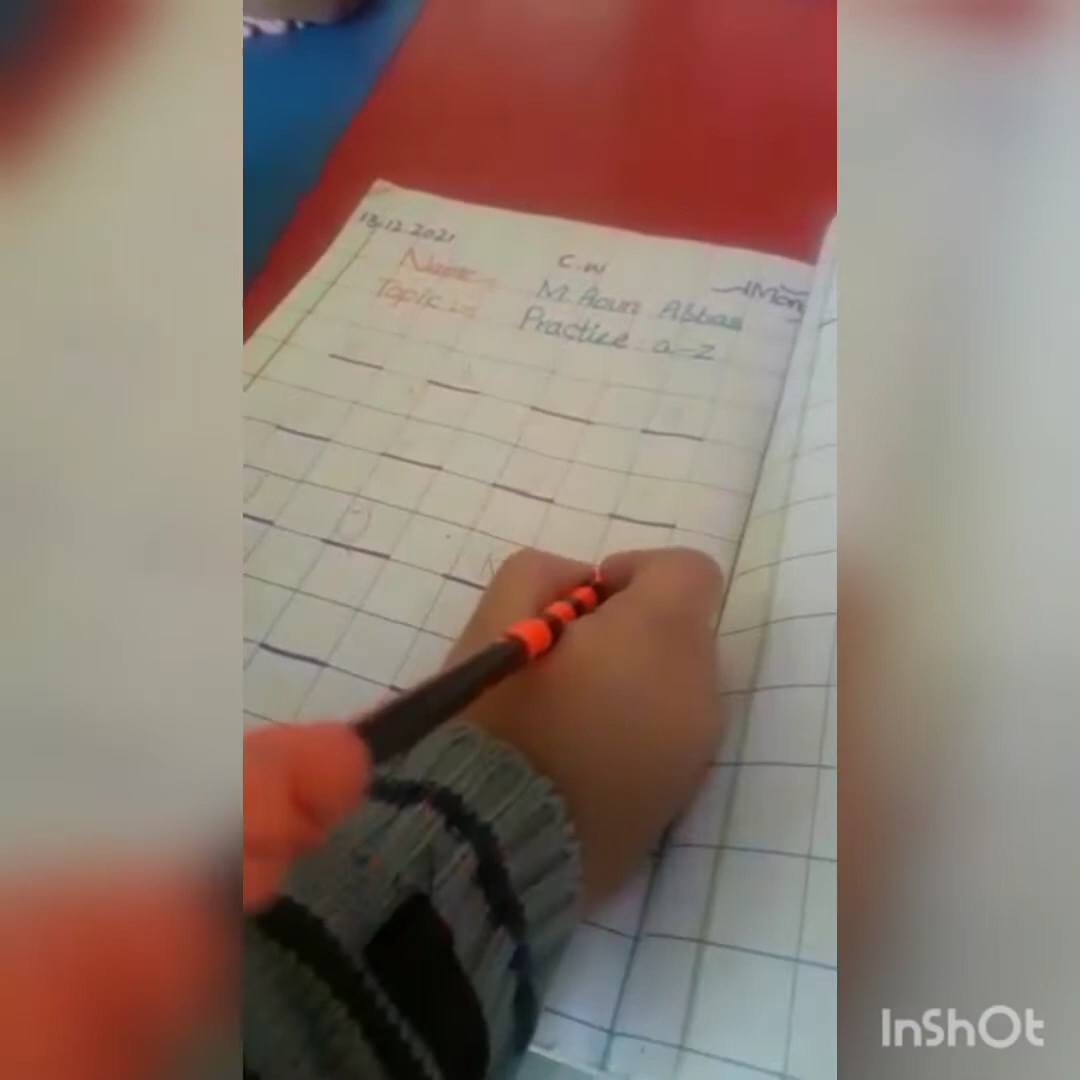 13.12.2021
C.W
Name:- M. Aoun Abbas
Topic:- Practice a-z
InShOt